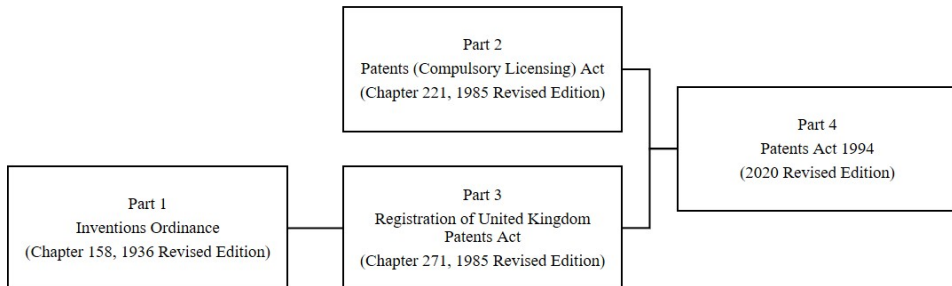 Part 2
Patents (Compulsory Licensing) Act
(Chapter 221, 1985 Revised Edition)
Part 4
Patents Act 1994
(2020 Revised Edition)
Part 1
Inventions Ordinance
(Chapter 158, 1936 Revised Edition)
Part 3
Registration of United Kingdom
Patents Act
(Chapter 271, 1985 Revised Edition)